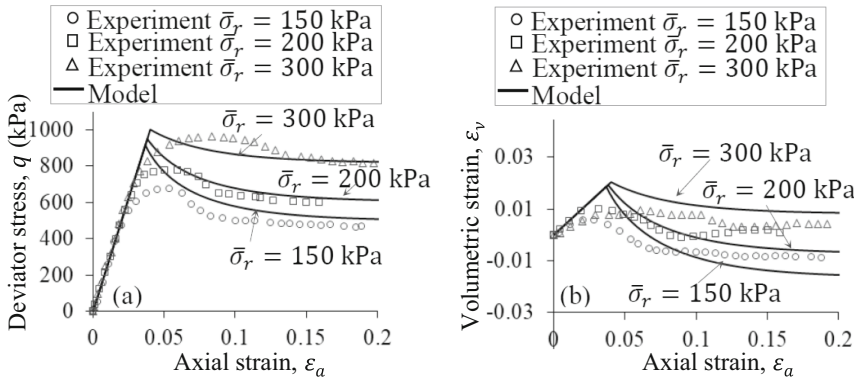 Experiment σ̄r = 150 kPa
Experiment σ̄r = 200 kPa
Experiment σ̄r = 300 kPa
Model
Deviator stress, q (kPa)
1000
800
600
400
200
0
σ̄r = 300 kPa
σ̄r = 200 kPa
σ̄r = 150 kPa
(a)
0 0.05 0.1 0.15 0.2
Axial strain, εa
Experiment σ̄r = 150 kPa
Experiment σ̄r = 200 kPa
Experiment σ̄r = 300 kPa
Model
Volumetric strain, εv
0.03
0.01
-0.01
-0.03
σ̄r = 300 kPa
σ̄r = 200 kPa
σ̄r = 150 kPa
(b)
0 0.05 0.1 0.15 0.2
Axial strain, εa